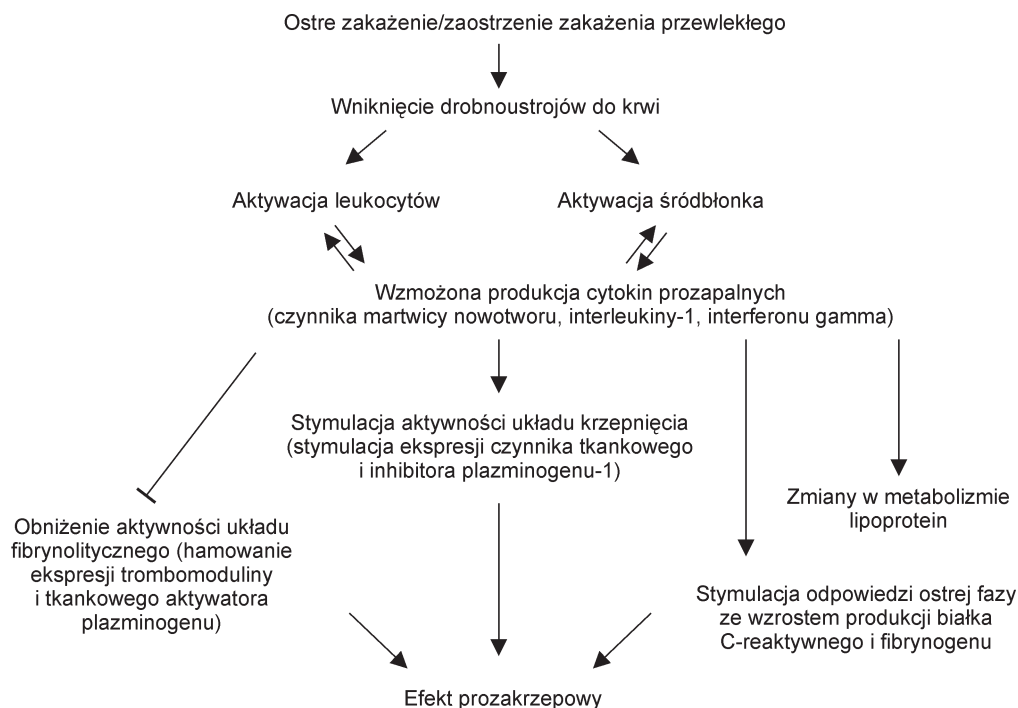 Ostre zakażenie/zaostrzenie zakażenia przewlekłego
Wniknięcie drobnoustrojów do krwi
Aktywacja leukocytów
Aktywacja śródbłonka
Wzmożona produkcja cytokin prozapalnych
(czynnika martwicy nowotworu, interleukiny-1, interferonu gamma)
Stymulacja aktywności układu krzepnięcia
(stymulacja ekspresji czynnika tkankowego
i inhibitora plazminogenu-1)
Zmiany w metabolizmie
lipoprotein
Obniżenie aktywności układu
fibrynolitycznego (hamowanie
ekspresji trombomoduliny
i tkankowego aktywatora
plazminogenu)
Stymulacja odpowiedzi ostrej fazy
ze wzrostem produkcji białka
C-reaktywnego i fibrynogenu
Efekt prozakrzepowy